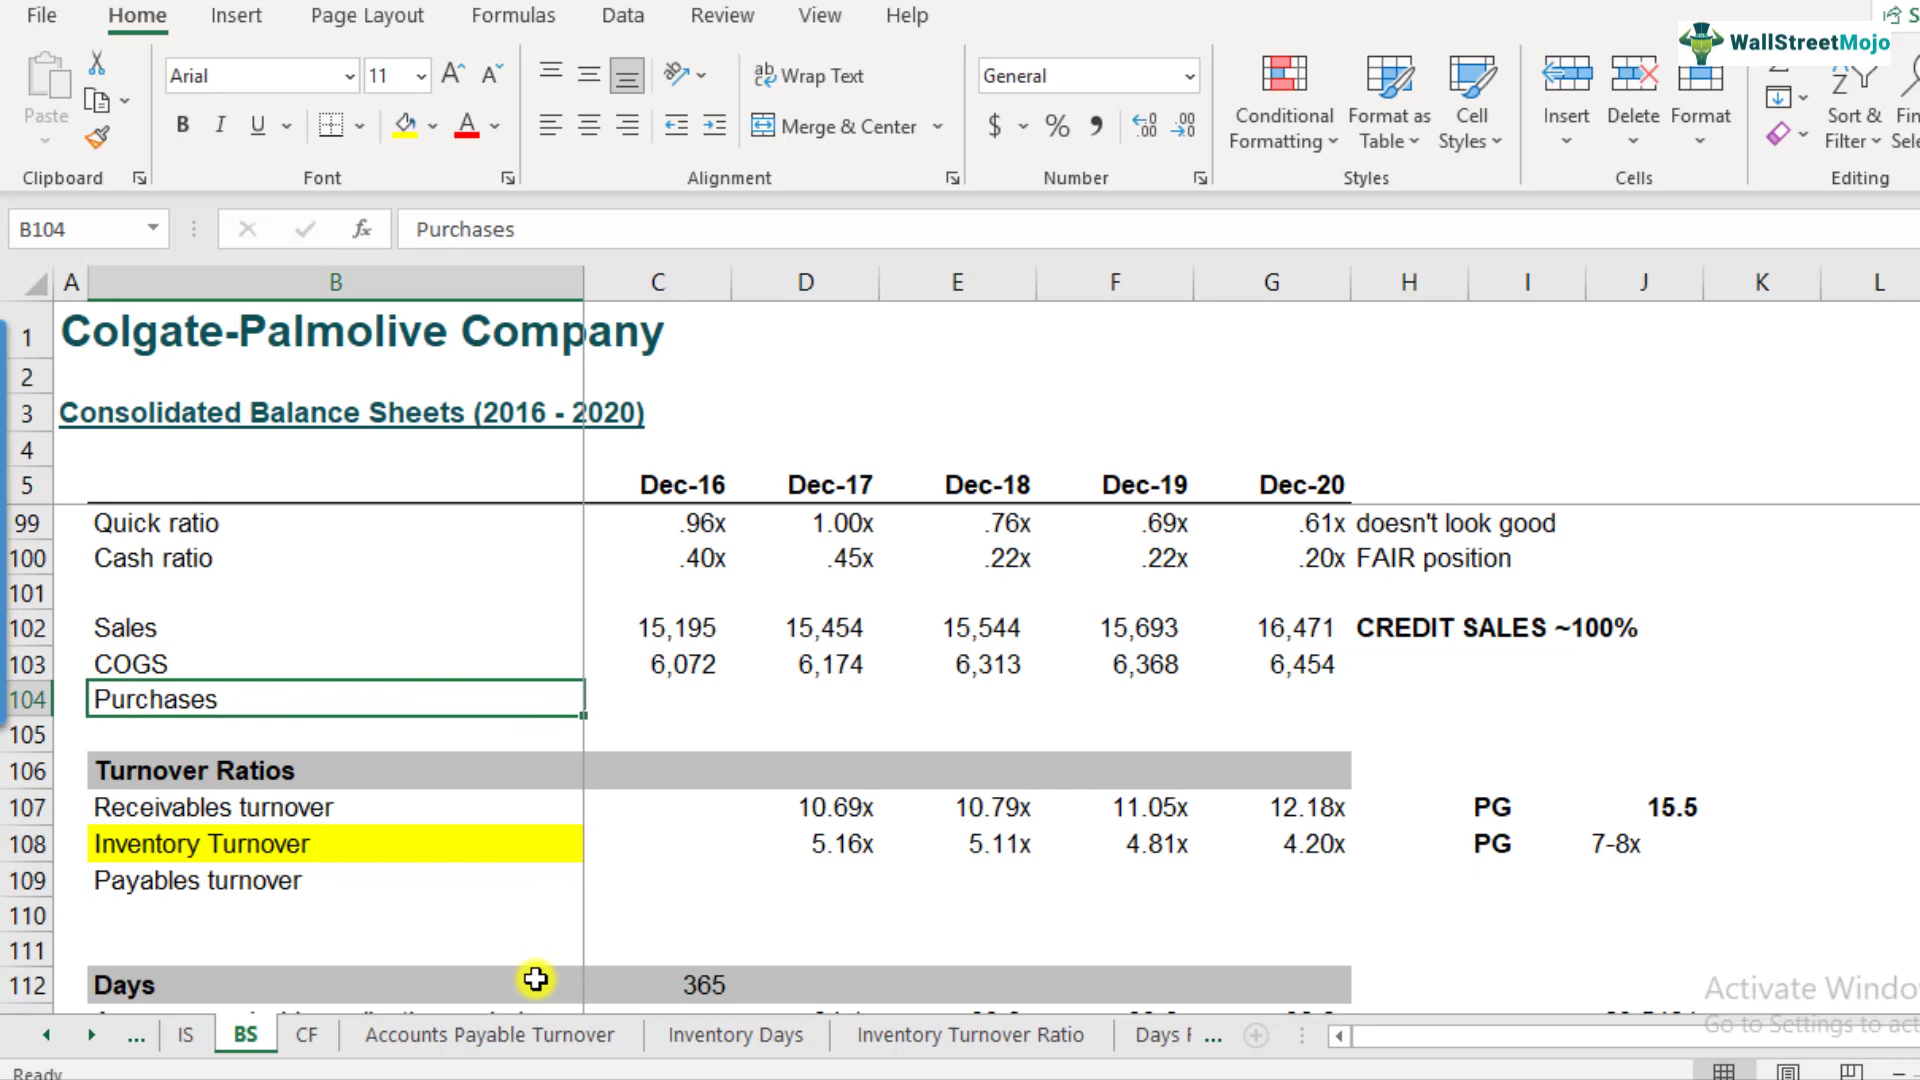 File Home Insert Page Layout Formulas Data Review View Help
WallStreetMojo
Arial 11 Wrap Text General
Paste Conditional Formatting Format as Table Cell Styles Insert Delete Format Sort & Filter
B I U Merge & Center $ %
Clipboard Font Alignment Number Styles Cells Editing
B104 fx Purchases
A B C D E F G H I J K L
1 Colgate-Palmolive Company
2
3 Consolidated Balance Sheets (2016 - 2020)
4
5 Dec-16 Dec-17 Dec-18 Dec-19 Dec-20
99 Quick ratio .96x 1.00x .76x .69x .61x doesn't look good
100 Cash ratio .40x .45x .22x .22x .20x FAIR position
101
102 Sales 15,195 15,454 15,544 15,693 16,471 CREDIT SALES ~100%
103 COGS 6,072 6,174 6,313 6,368 6,454
104 Purchases
105
106 Turnover Ratios
107 Receivables turnover 10.69x 10.79x 11.05x 12.18x PG 15.5
108 Inventory Turnover 5.16x 5.11x 4.81x 4.20x PG 7-8x
109 Payables turnover
110
111
112 Days 365
Activate Windo
Go to Settings to act
... IS BS CF Accounts Payable Turnover Inventory Days Inventory Turnover Ratio Days ...
Ready